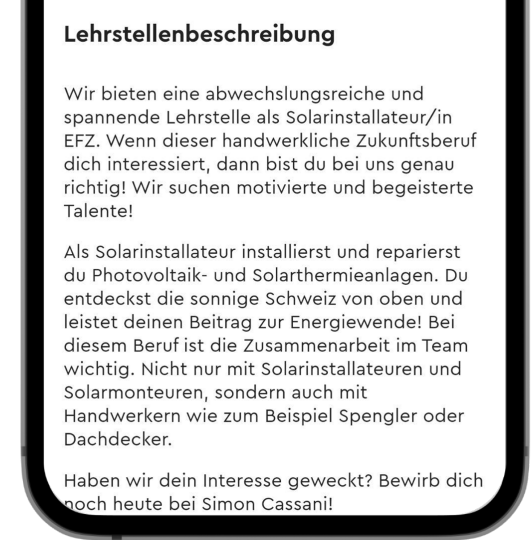 Lehrstellenbeschreibung
Wir bieten eine abwechslungsreiche und
spannende Lehrstelle als Solarinstallateur/in
EFZ. Wenn dieser handwerkliche Zukunftsberuf
dich interessiert, dann bist du bei uns genau
richtig! Wir suchen motivierte und begeisterte
Talente!
Als Solarinstallateur installierst und reparierst
du Photovoltaik- und Solarthermieanlagen. Du
entdeckst die sonnige Schweiz von oben und
leistet deinen Beitrag zur Energiewende! Bei
diesem Beruf ist die Zusammenarbeit im Team
wichtig. Nicht nur mit Solarinstallateuren und
Solarmonteuren, sondern auch mit
Handwerkern wie zum Beispiel Spengler oder
Dachdecker.
Haben wir dein Interesse geweckt? Bewirb dich
noch heute bei Simon Cassani!